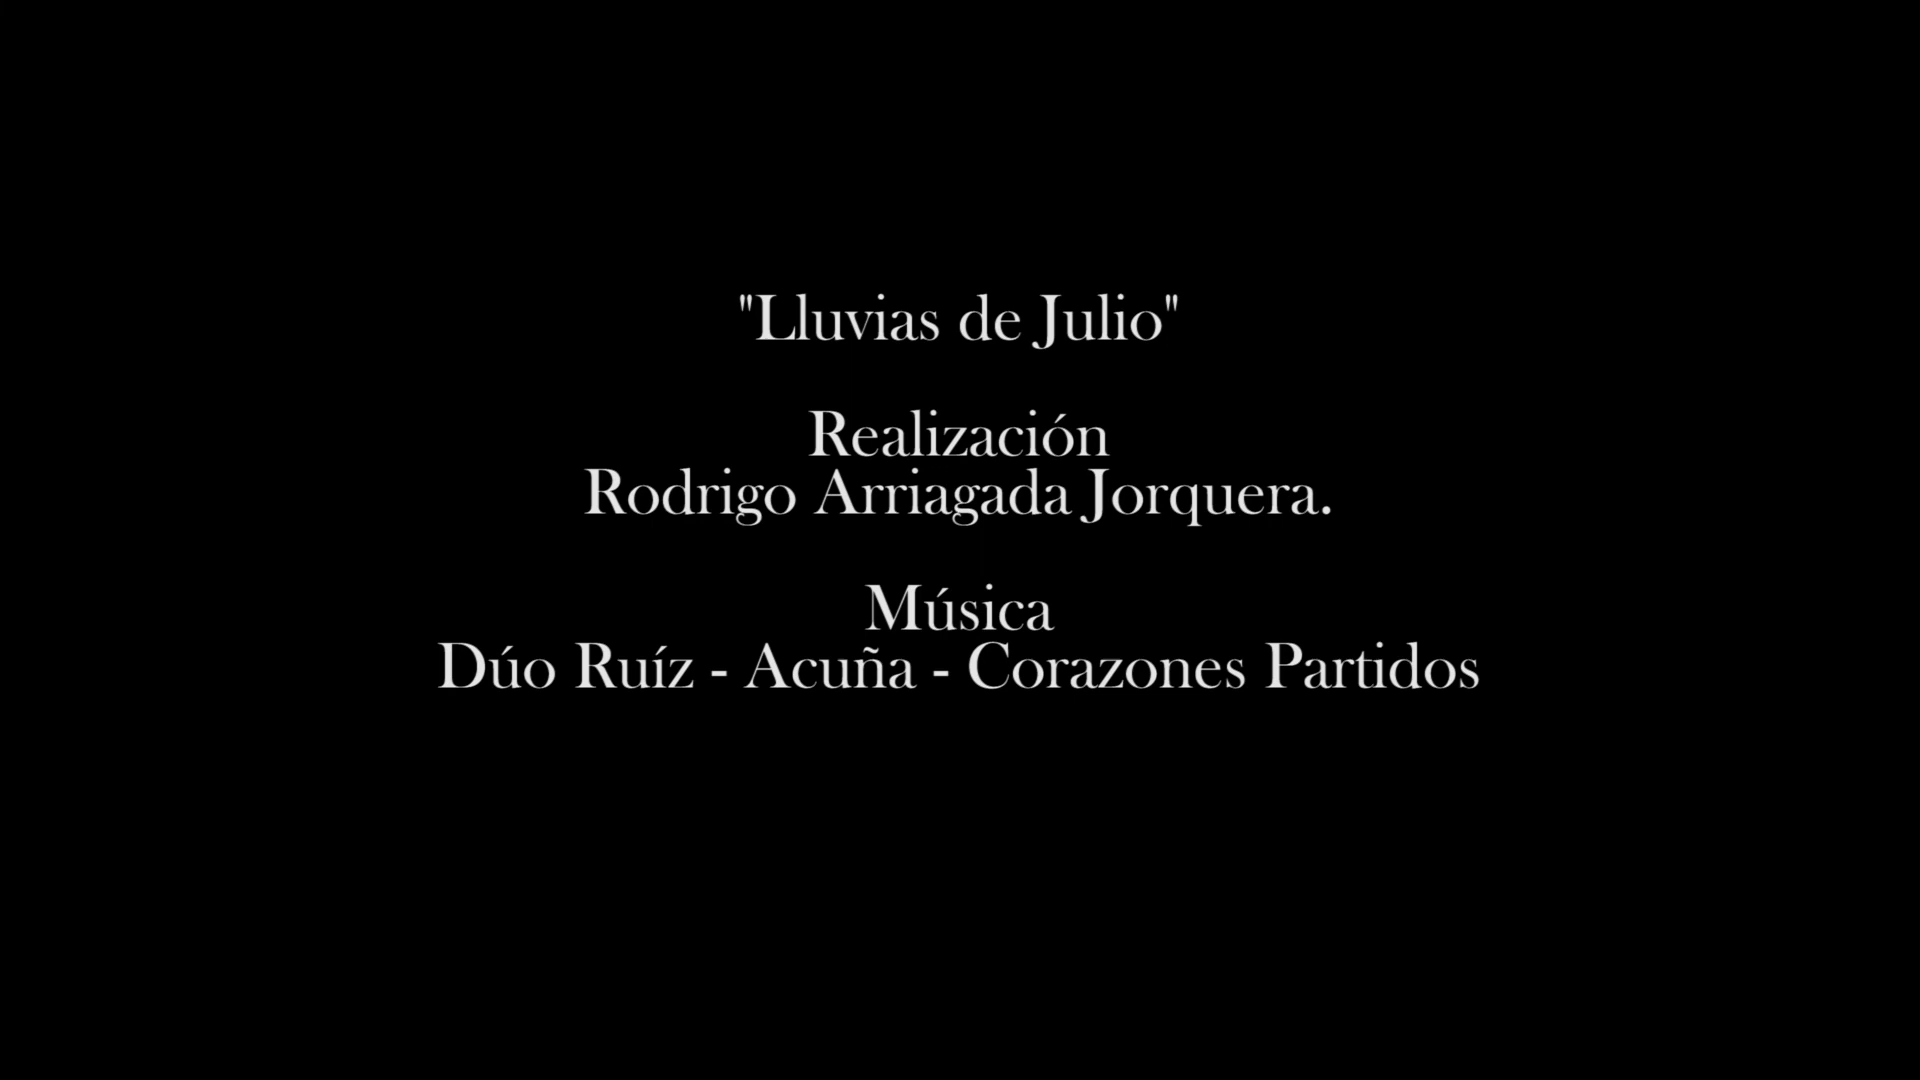 "Lluvias de Julio"
Realización
Rodrigo Arriagada Jorquera.
Música
Dúo Ruíz - Acuña - Corazones Partidos